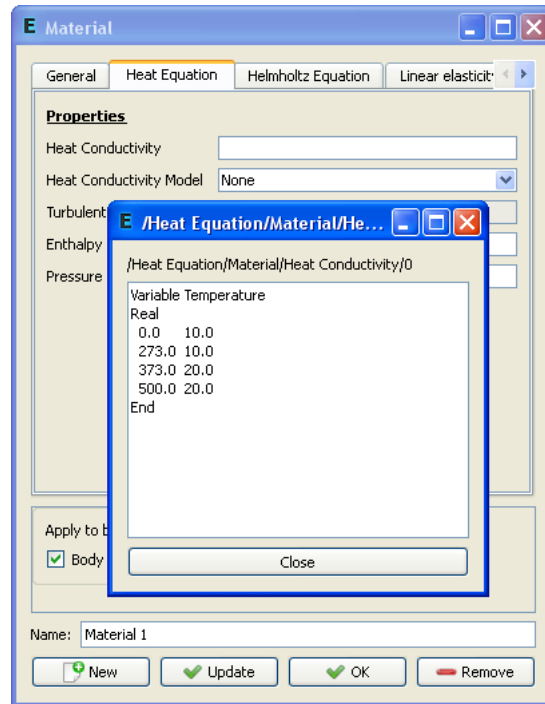 E Material
General Heat Equation Helmholtz Equation Linear elasticit
Properties
Heat Conductivity
Heat Conductivity Model None
Turbulent
Enthalpy
Pressure
E /Heat Equation/Material/He...
/Heat Equation/Material/Heat Conductivity/0
Variable Temperature
Real
0.0 10.0
273.0 10.0
373.0 20.0
500.0 20.0
End
Close
Apply to b
Body
Name: Material 1
New Update OK Remove